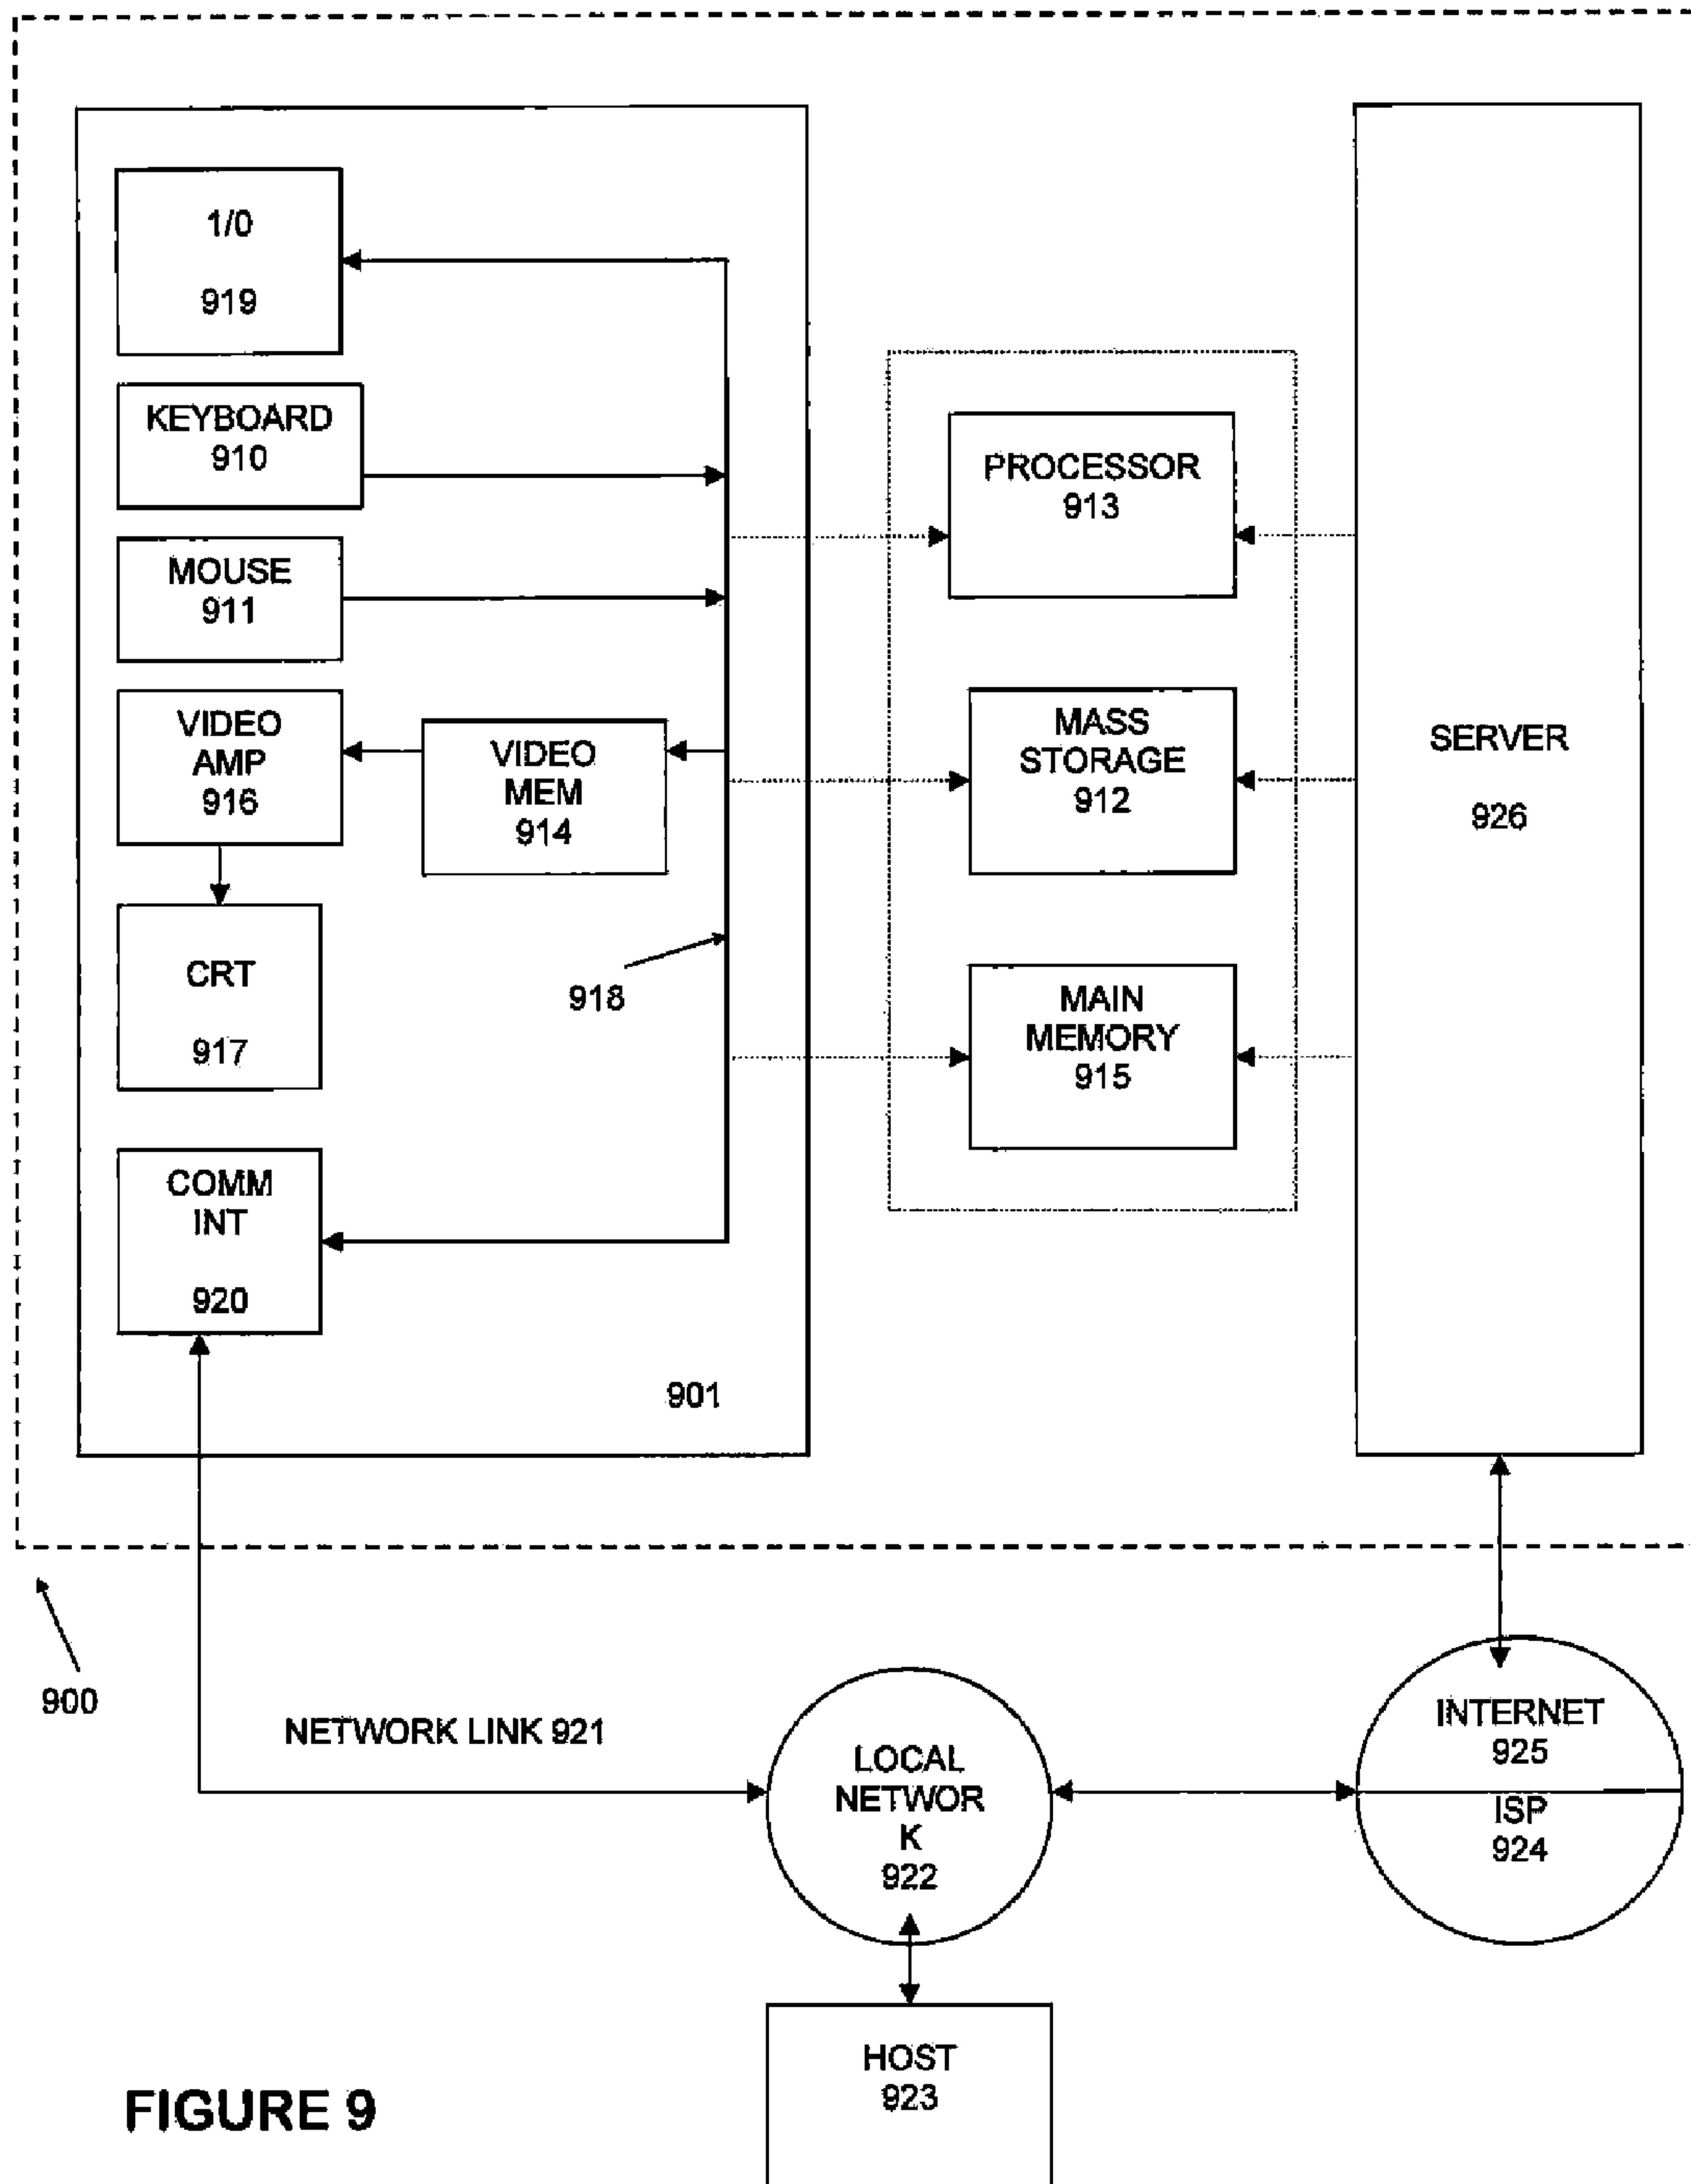 1/0
919
KEYBOARD
910
MOUSE
911
VIDEO
AMP
916
VIDEO
MEM
914
CRT
917
918
COMM
INT
920
901
PROCESSOR
913
MASS
STORAGE
912
MAIN
MEMORY
915
SERVER
926
900
NETWORK LINK 921
LOCAL
NETWOR
K
922
INTERNET
925
ISP
924
HOST
923
FIGURE 9